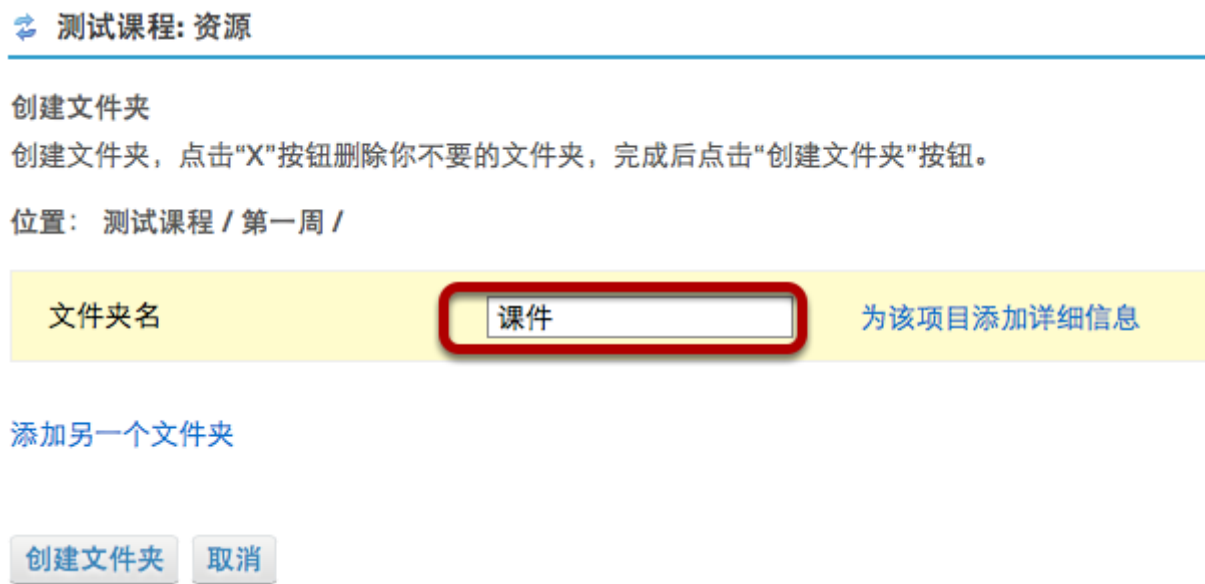 测试课程: 资源
创建文件夹
创建文件夹，点击“X”按钮删除你不要的文件夹，完成后点击“创建文件夹”按钮。
位置： 测试课程 / 第一周 /
文件夹名 课件 为该项目添加详细信息
添加另一个文件夹
创建文件夹 取消